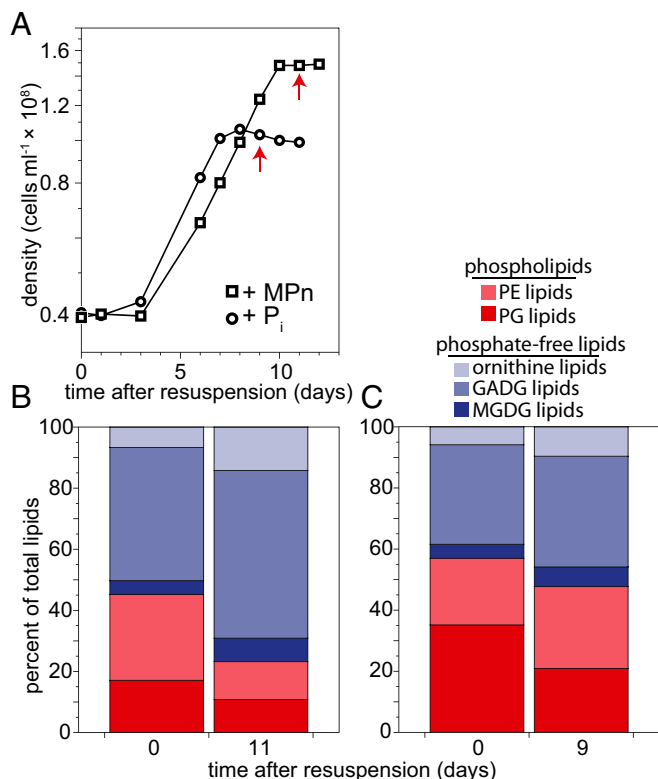 A
1.6
1.2
0.8
0.4
density (cells ml⁻¹ × 10⁸)
+ MPn
+ Pᵢ
0 5 10
time after resuspension (days)
phospholipids
PE lipids
PG lipids
phosphate-free lipids
ornithine lipids
GADG lipids
MGDG lipids
B
100
80
60
40
20
0
percent of total lipids
0 11
C
100
80
60
40
20
0
0 9
time after resuspension (days)